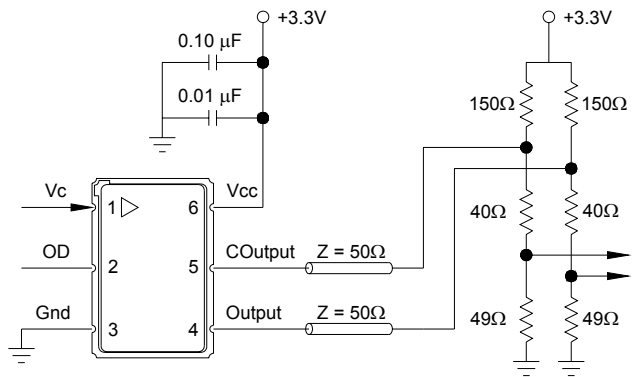 +3.3V
+3.3V
0.10 μF
0.01 μF
150Ω
150Ω
Vc
1
6
Vcc
40Ω
40Ω
OD
2
5
COutput
Z = 50Ω
Gnd
3
4
Output
Z = 50Ω
49Ω
49Ω